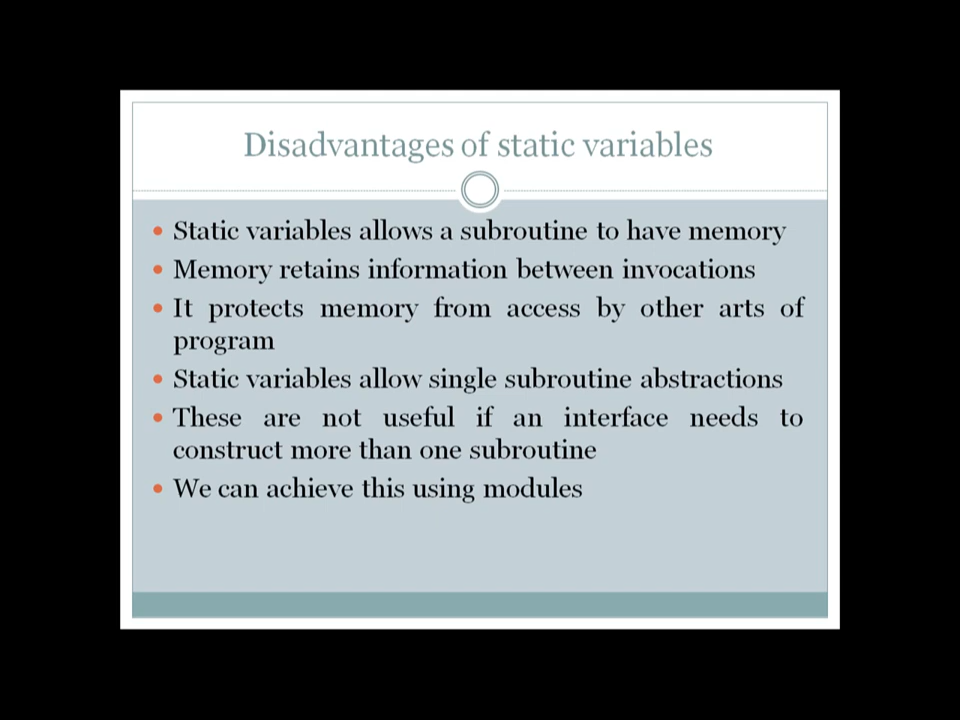 Disadvantages of static variables
• Static variables allows a subroutine to have memory
• Memory retains information between invocations
• It protects memory from access by other arts of
program
• Static variables allow single subroutine abstractions
• These are not useful if an interface needs to
construct more than one subroutine
• We can achieve this using modules